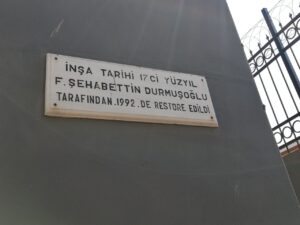 İNŞA TARİHİ 17Cİ YÜZYIL
F. ŞEHABETTİN DURMUŞOĞLU
TARAFINDAN.1992.DE RESTORE EDİLDİ